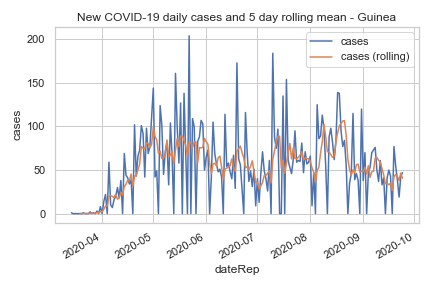 New COVID-19 daily cases and 5 day rolling mean - Guinea
cases
cases (rolling)
200
150
100
50
0
cases
2020-04
2020-05
2020-06
2020-07
2020-08
2020-09
2020-10
dateRep